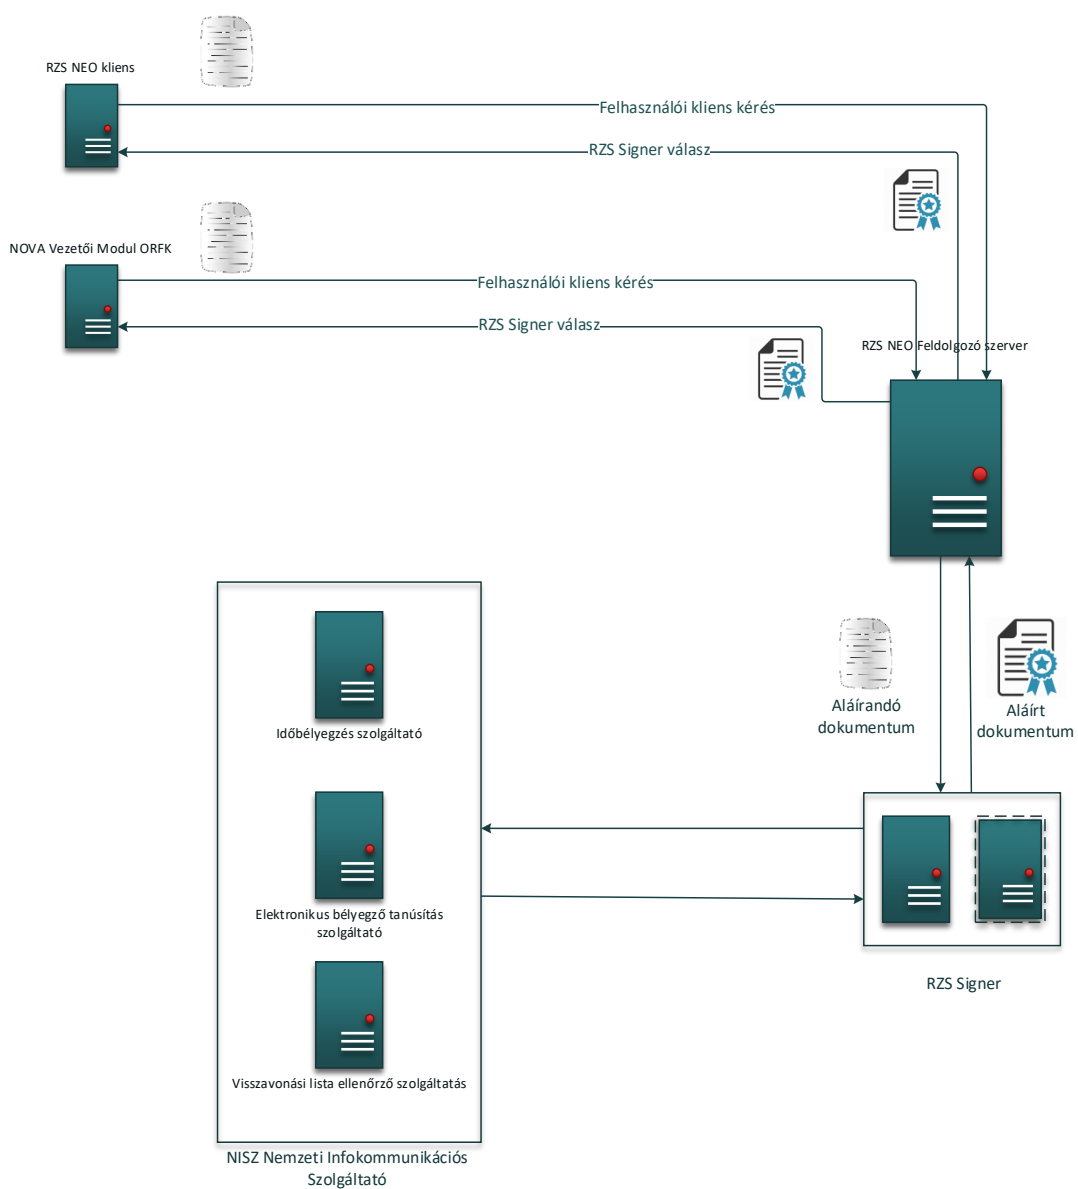 RZS NEO kliens
Felhasználói kliens kérés
RZS Signer válasz
NOVA Vezetői Modul ORFK
Felhasználói kliens kérés
RZS Signer válasz
RZS NEO Feldolgozó szerver
Aláírandó
dokumentum
Aláírt
dokumentum
Időbélyegzés szolgáltató
Elektronikus bélyegző tanúsítás
szolgáltató
RZS Signer
Visszavonási lista ellenőrző szolgáltatás
NISZ Nemzeti Infokommunikációs
Szolgáltató